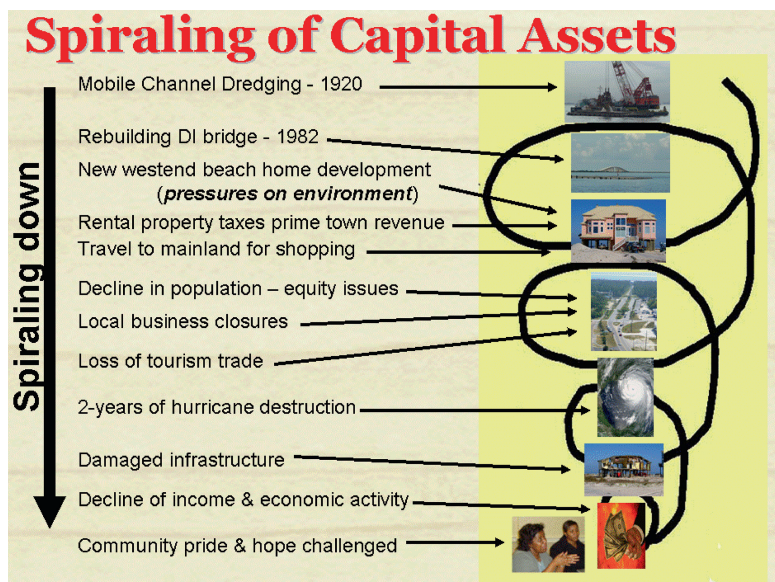 Spiraling of Capital Assets
Spiraling down
Mobile Channel Dredging - 1920
Rebuilding DI bridge - 1982
New westend beach home development
(pressures on environment)
Rental property taxes prime town revenue
Travel to mainland for shopping
Decline in population – equity issues
Local business closures
Loss of tourism trade
2-years of hurricane destruction
Damaged infrastructure
Decline of income & economic activity
Community pride & hope challenged